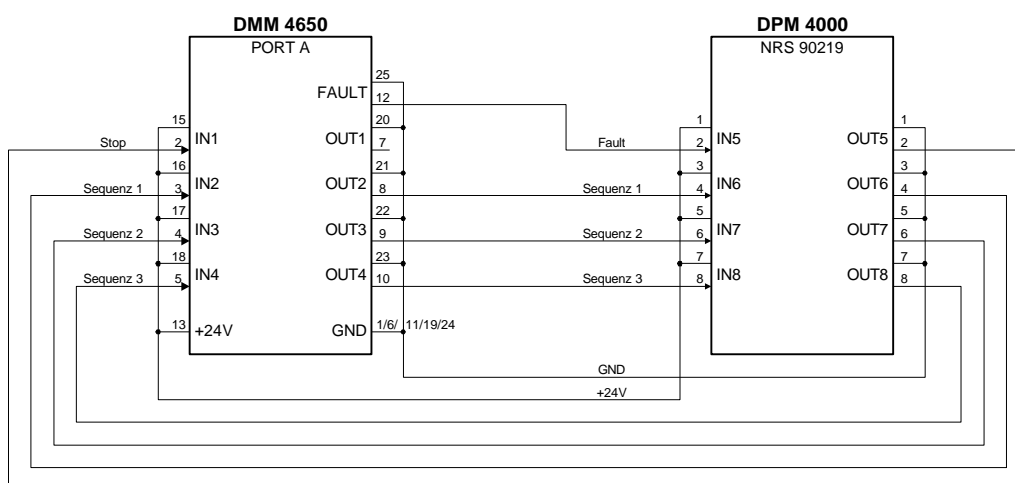 DMM 4650 DPM 4000
PORT A NRS 90219
25
FAULT 12
15 20 1 1
Stop 2 IN1 OUT1 7 Fault 2 IN5 OUT5 2
16 21 3 3
Sequenz 1 3 IN2 OUT2 8 Sequenz 1 4 IN6 OUT6 4
17 22 5 5
Sequenz 2 4 IN3 OUT3 9 Sequenz 2 6 IN7 OUT7 6
18 23 7 7
Sequenz 3 5 IN4 OUT4 10 Sequenz 3 8 IN8 OUT8 8
13 +24V GND 1/6/ 11/19/24
GND
+24V